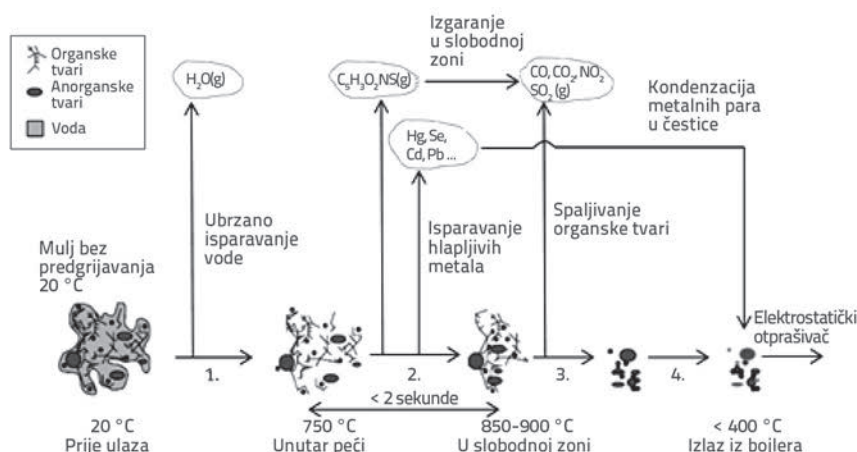 Organske
tvari
Anorganske
tvari
Voda
H₂O(g)
C₅H₃O₂NS(g)
Izgaranje
u slobodnoj
zoni
CO, CO₂, NO₂
SO₂ (g)
Hg, Se,
Cd, Pb ...
Kondenzacija
metalnih para
u čestice
Mulj bez
predgrijavanja
20 °C
Ubrzano
isparavanje
vode
Isparavanje
hlapljivih
metala
Spaljivanje
organske tvari
Elektrostatički
otprašivač
1.
2.
3.
4.
< 2 sekunde
20 °C
Prije ulaza
750 °C
Unutar peći
850-900 °C
U slobodnoj zoni
< 400 °C
Izlaz iz bojlera